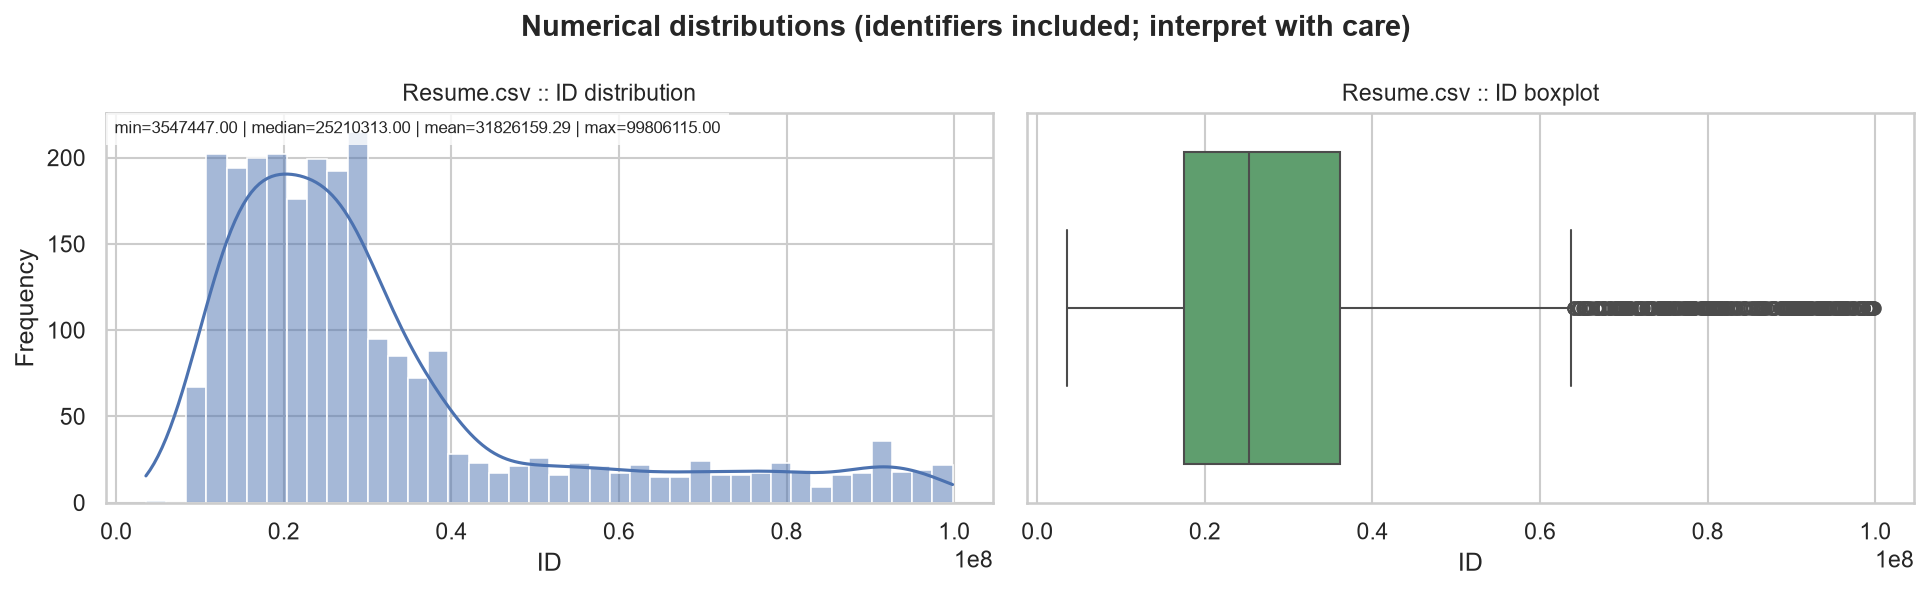 Numerical distributions (identifiers included; interpret with care)
Resume.csv :: ID distribution
min=3547447.00 | median=25210313.00 | mean=31826159.29 | max=99806115.00
Frequency
200
150
100
50
0
0.0 0.2 0.4 0.6 0.8 1.0
1e8
ID
Resume.csv :: ID boxplot
0.0 0.2 0.4 0.6 0.8 1.0
1e8
ID